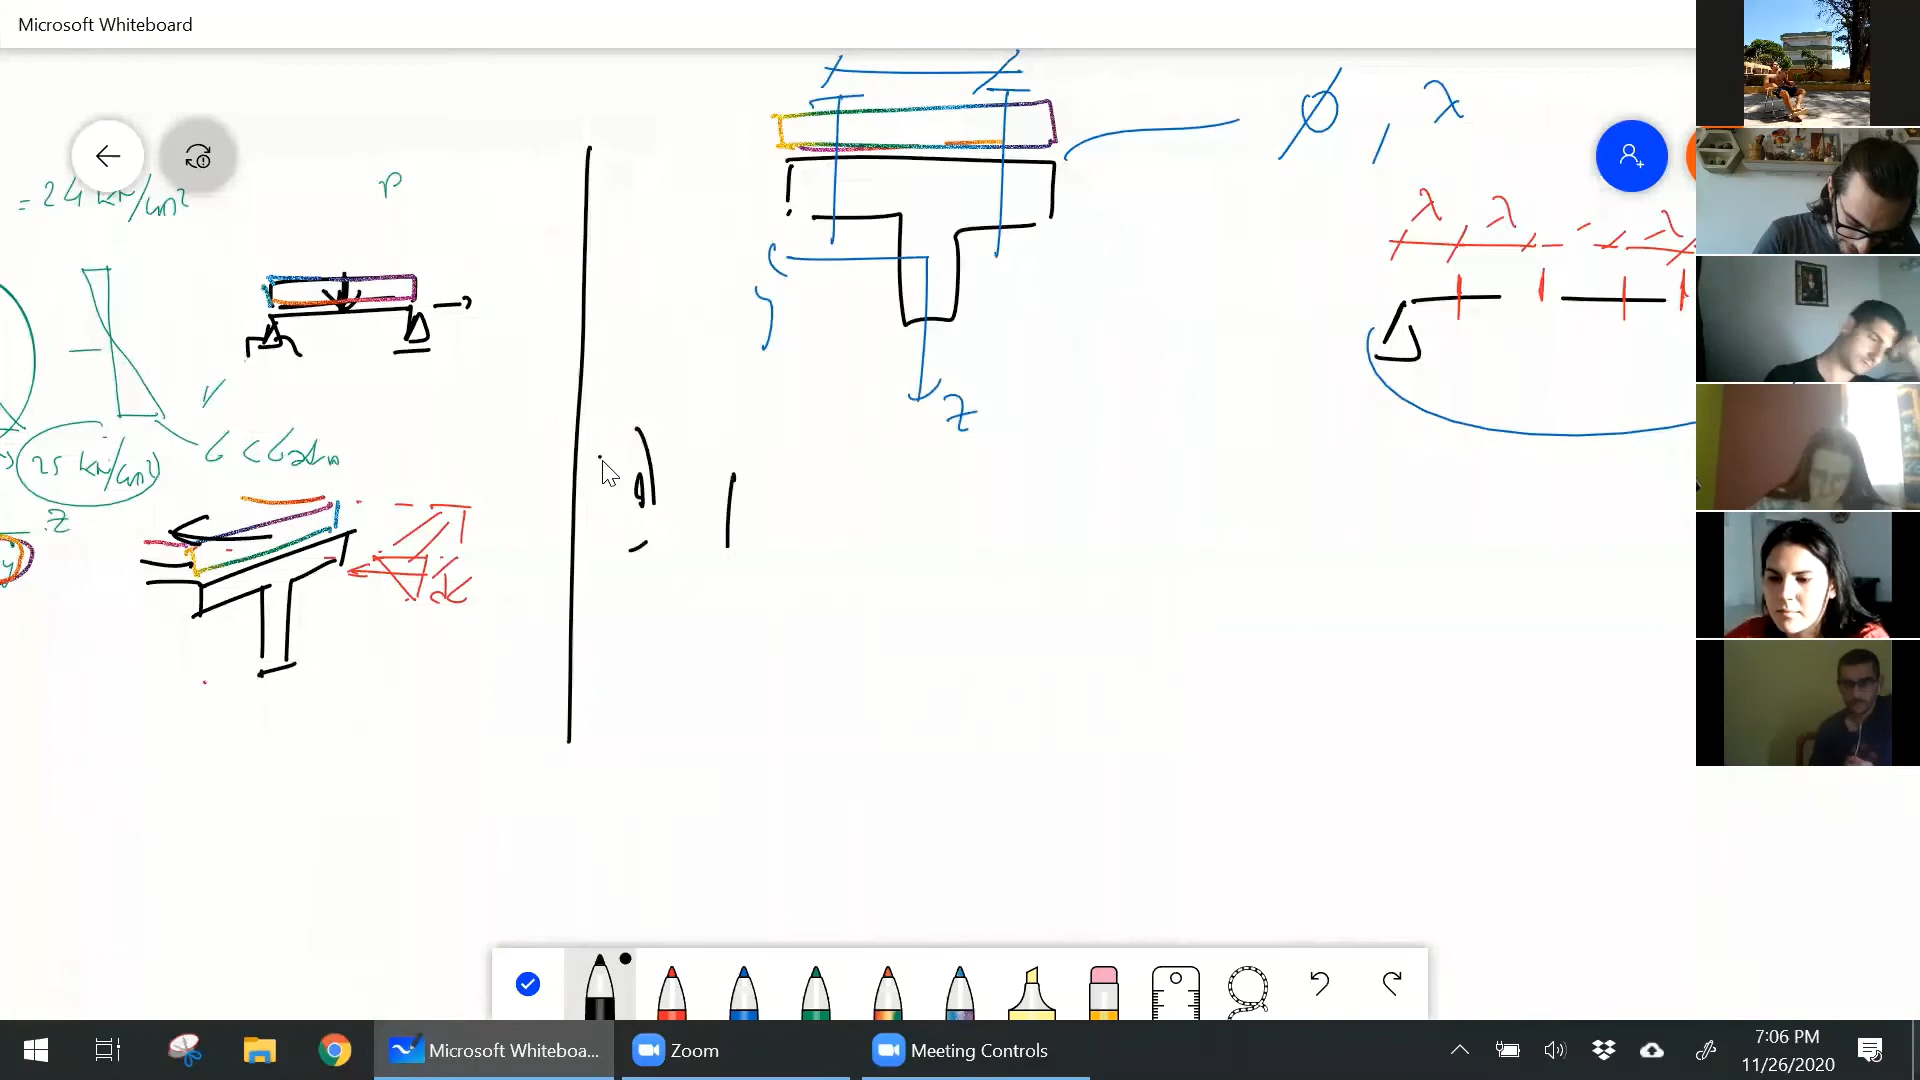 Microsoft Whiteboard
= 24 kN/cm²
p
25 kN/cm²
σ < σadm
z
y
dx
ϕ , λ
λ λ - λ
y
z
Microsoft Whiteboa...
Zoom
Meeting Controls
7:06 PM
11/26/2020